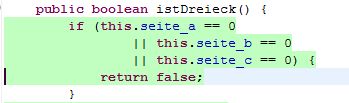 public boolean istDreieck() {
if (this.seite_a == 0
|| this.seite_b == 0
|| this.seite_c == 0) {
return false;
}